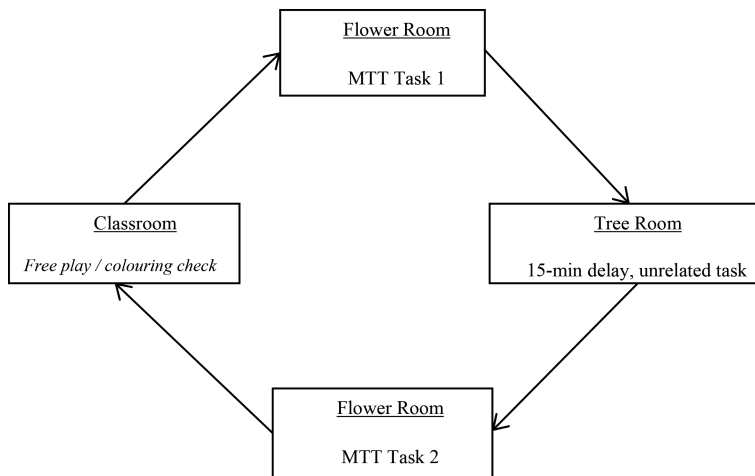 Flower Room
MTT Task 1
Classroom
Free play / colouring check
Tree Room
15-min delay, unrelated task
Flower Room
MTT Task 2